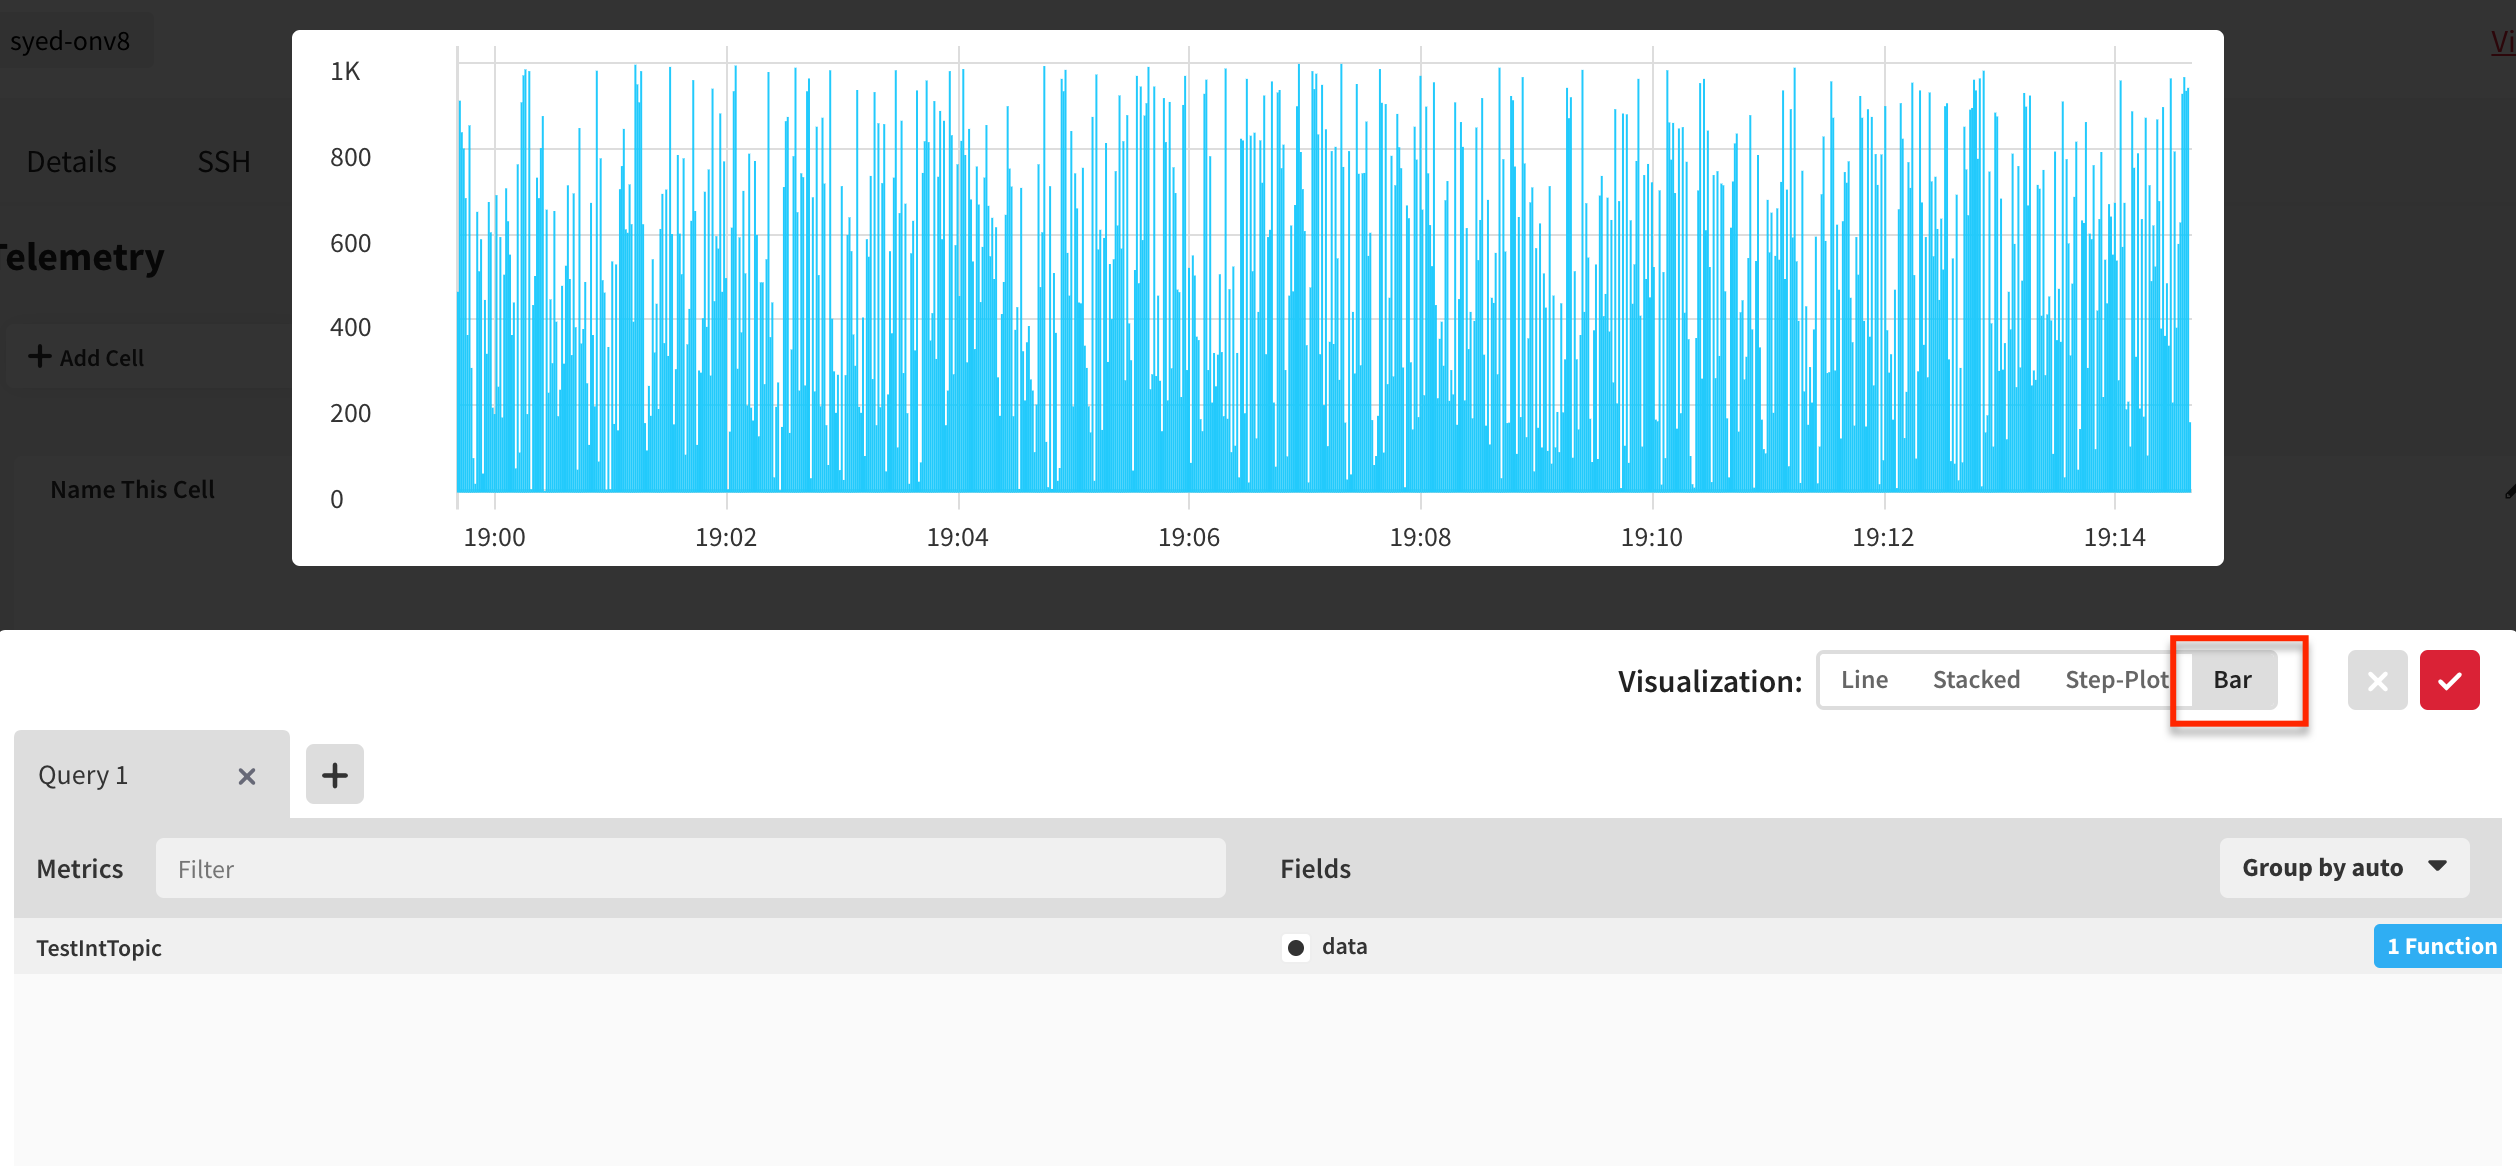 syed-onv8
Details SSH
Telemetry
Add Cell
Name This Cell
1K
800
600
400
200
0
19:00 19:02 19:04 19:06 19:08 19:10 19:12 19:14
Visualization: Line Stacked Step-Plot Bar
Query 1
Metrics Filter Fields Group by auto
TestIntTopic data 1 Function